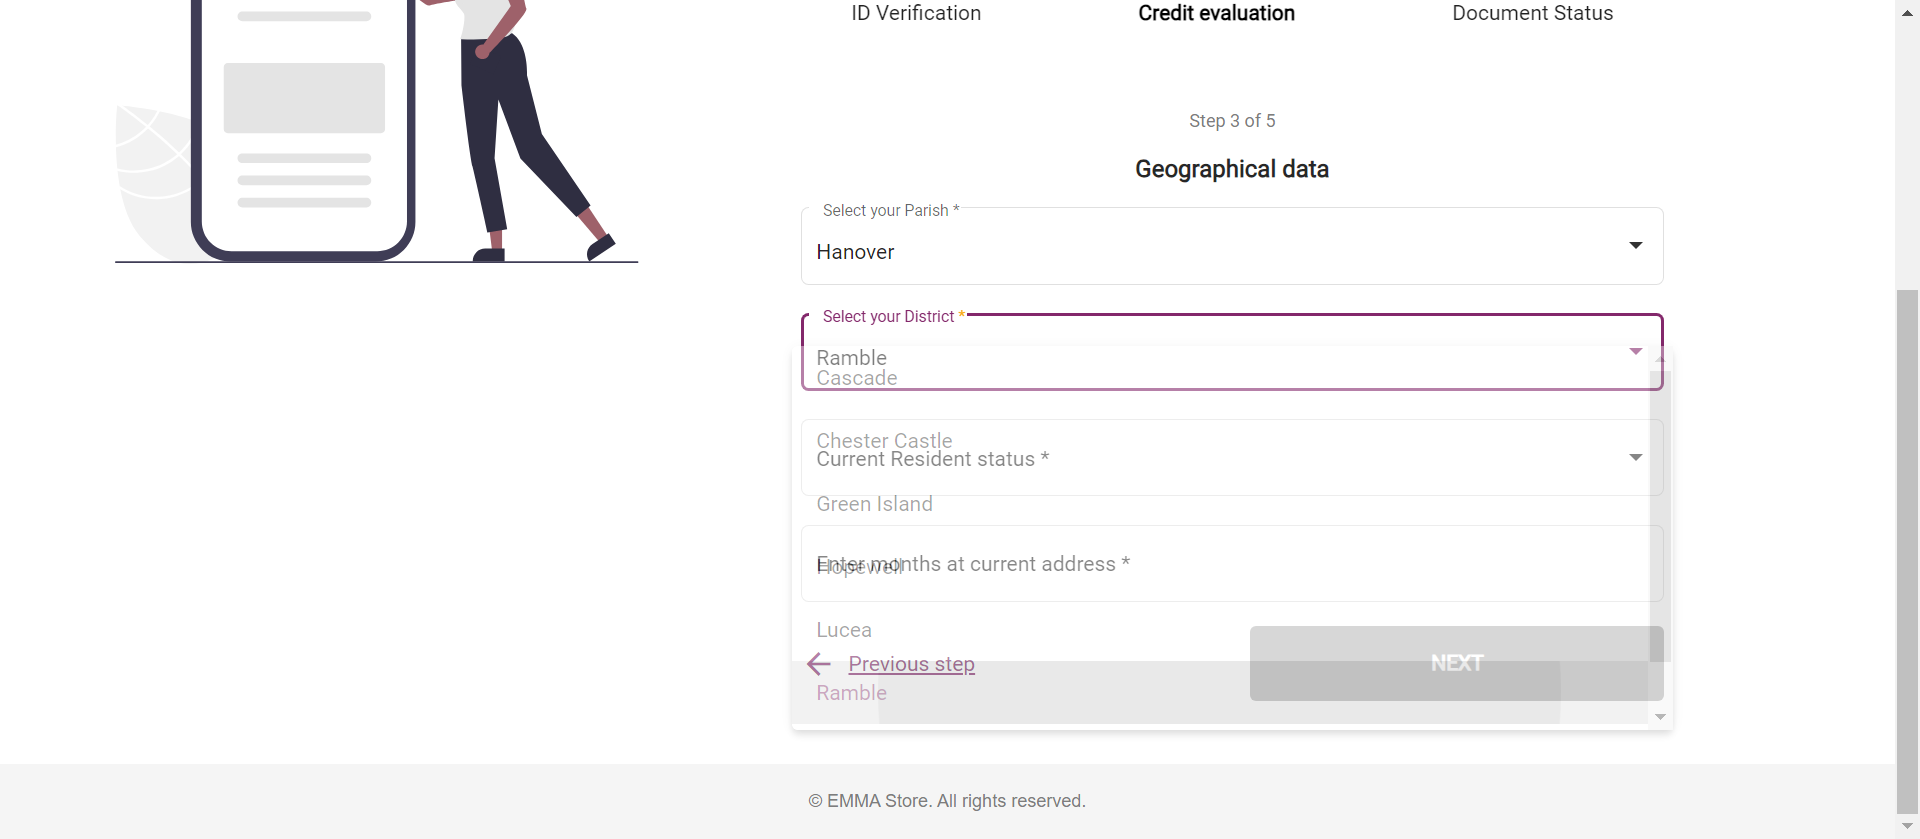 ID Verification
Credit evaluation
Document Status
Step 3 of 5
Geographical data
Select your Parish *
Hanover
Select your District *
Ramble
Cascade
Chester Castle
Current Resident status *
Green Island
Enter months at current address *
Hopewell
Lucea
Previous step
NEXT
Ramble
© EMMA Store. All rights reserved.